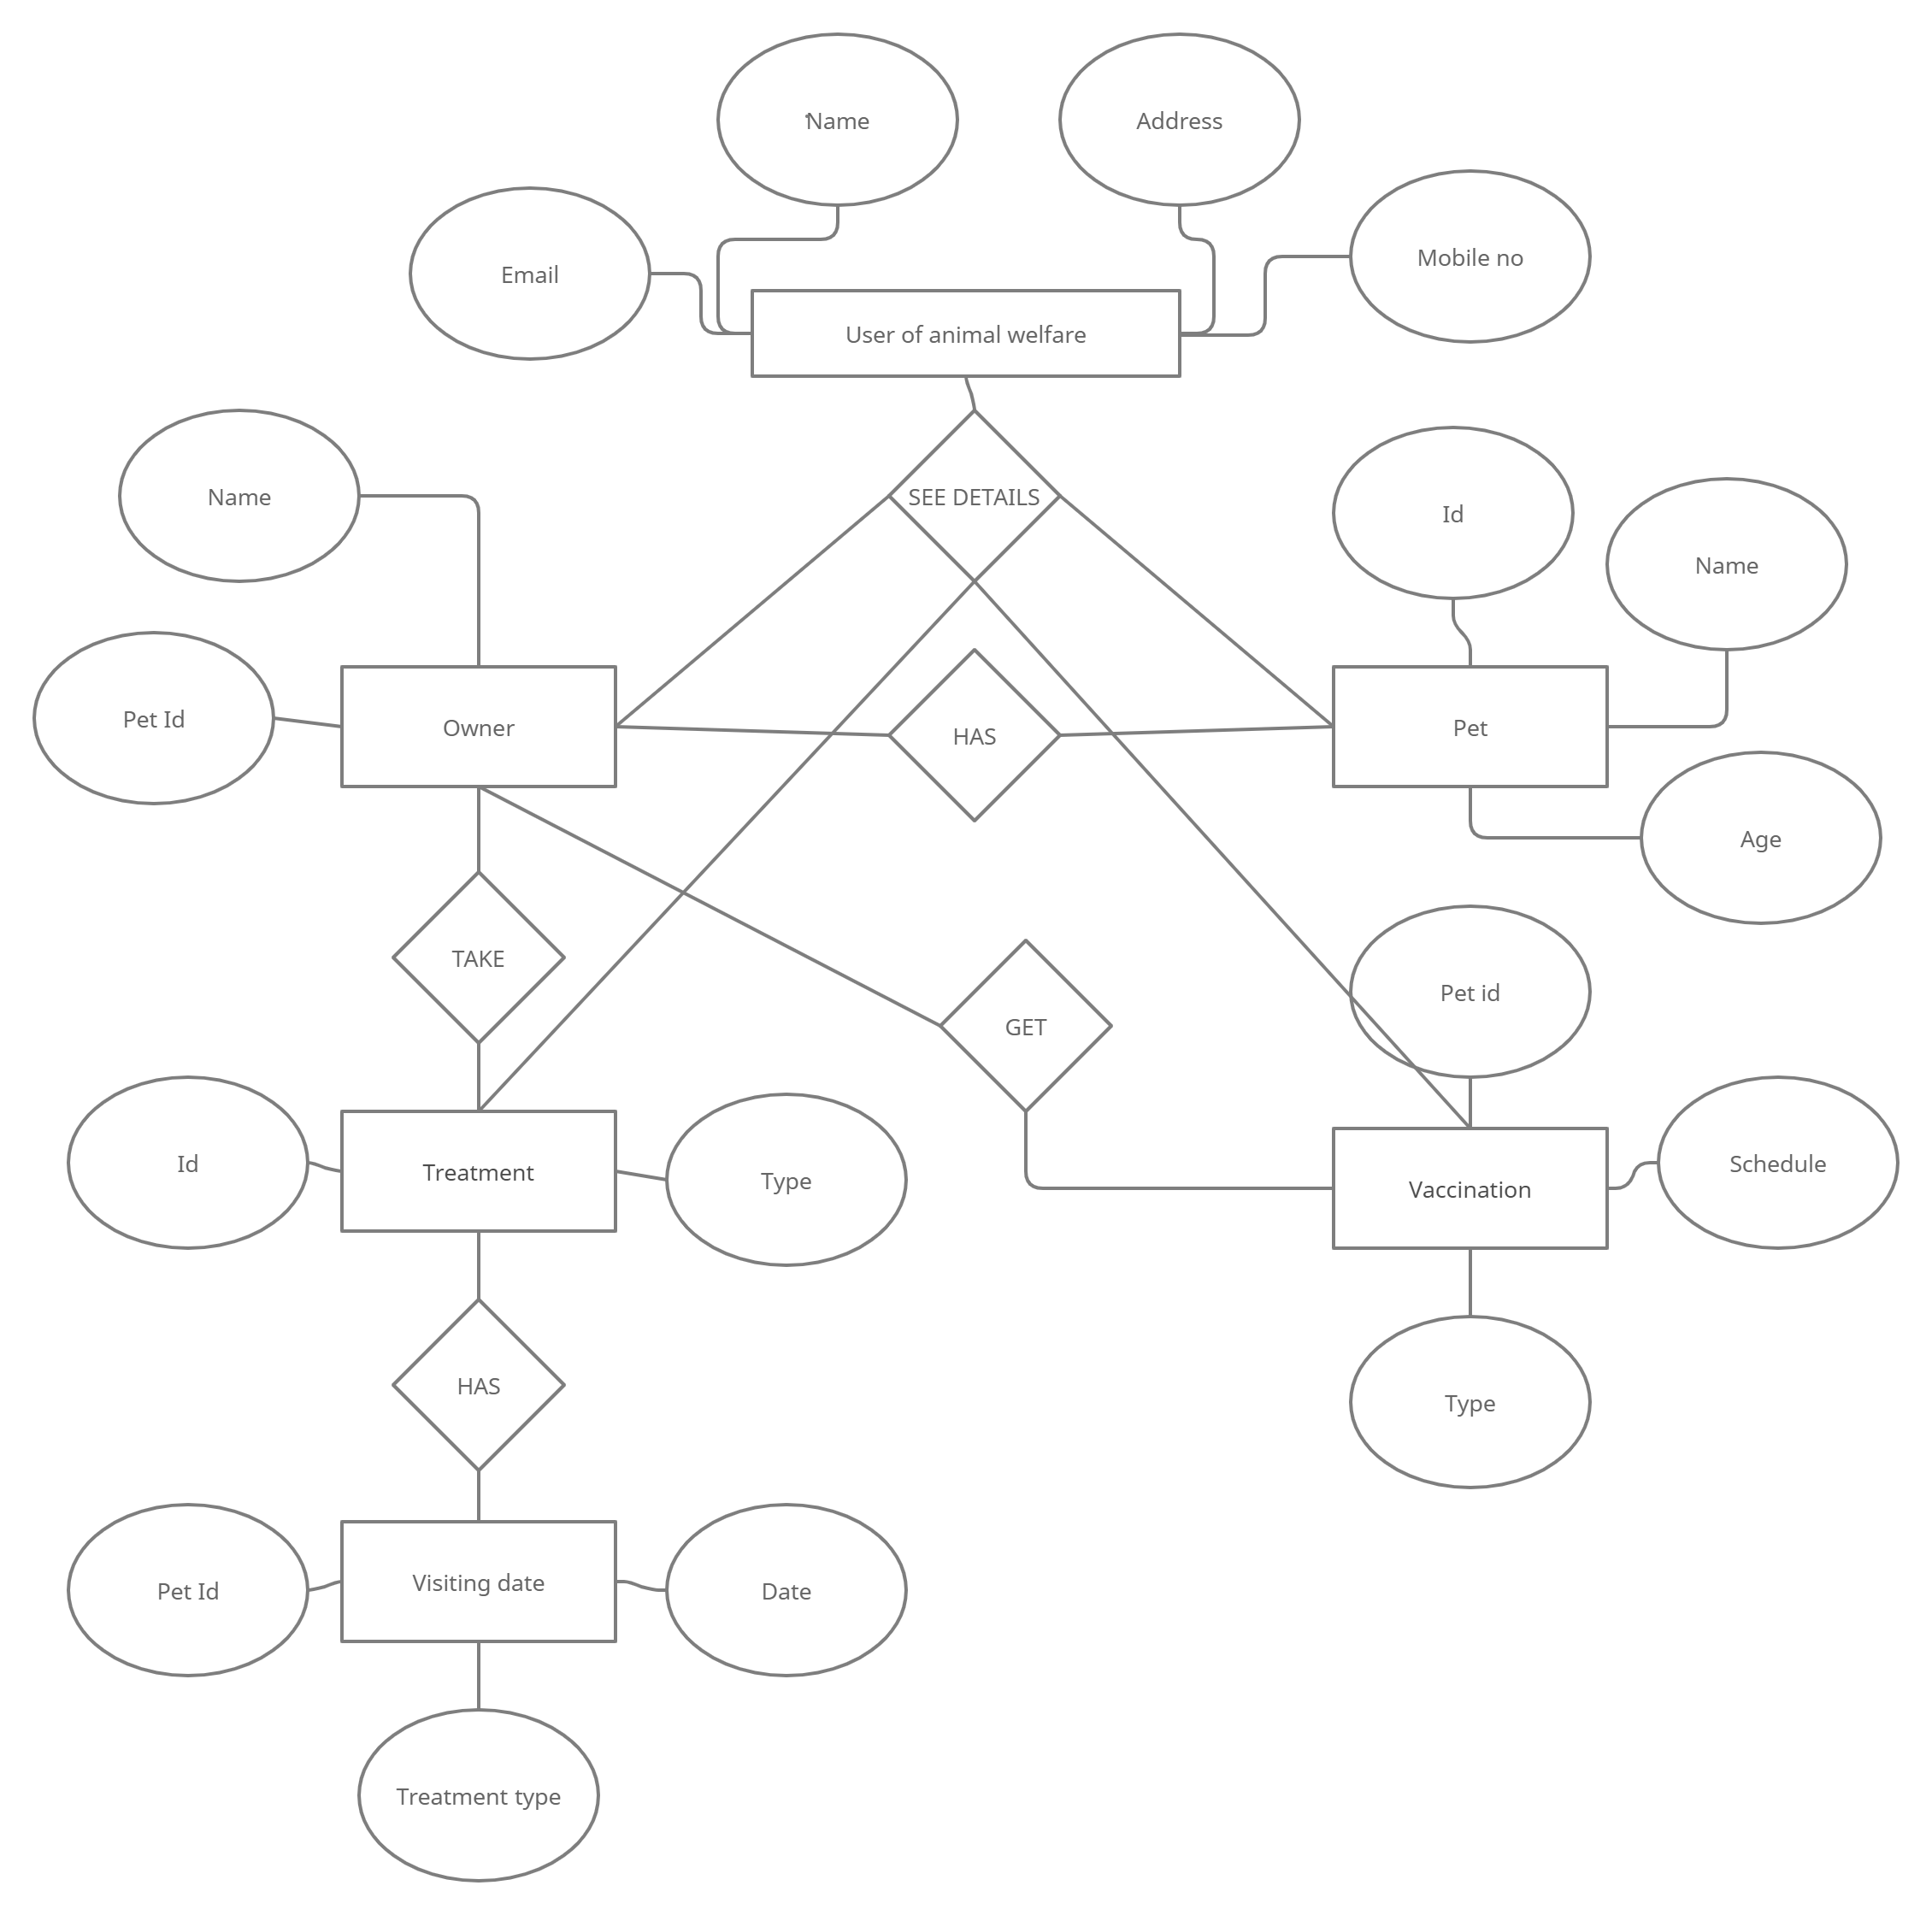 Name
Address
Email
Mobile no
User of animal welfare
Name
SEE DETAILS
Id
Name
Pet Id
Owner
HAS
Pet
Age
TAKE
GET
Pet id
Id
Treatment
Type
Vaccination
Schedule
HAS
Type
Pet Id
Visiting date
Date
Treatment type